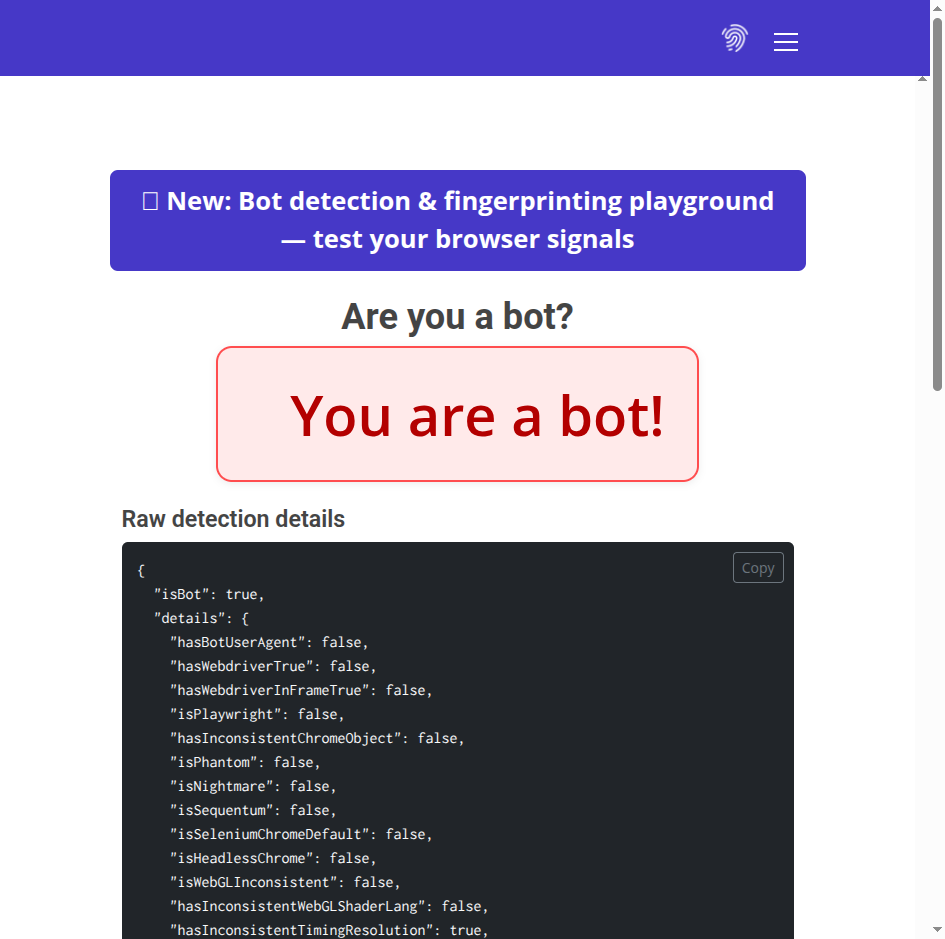 New: Bot detection & fingerprinting playground
— test your browser signals
Are you a bot?
You are a bot!
Raw detection details
Copy
{
  "isBot": true,
  "details": {
    "hasBotUserAgent": false,
    "hasWebdriverTrue": false,
    "hasWebdriverInFrameTrue": false,
    "isPlaywright": false,
    "hasInconsistentChromeObject": false,
    "isPhantom": false,
    "isNightmare": false,
    "isSequentum": false,
    "isSeleniumChromeDefault": false,
    "isHeadlessChrome": false,
    "isWebGLInconsistent": false,
    "hasInconsistentWebGLShaderLang": false,
    "hasInconsistentTimingResolution": true,